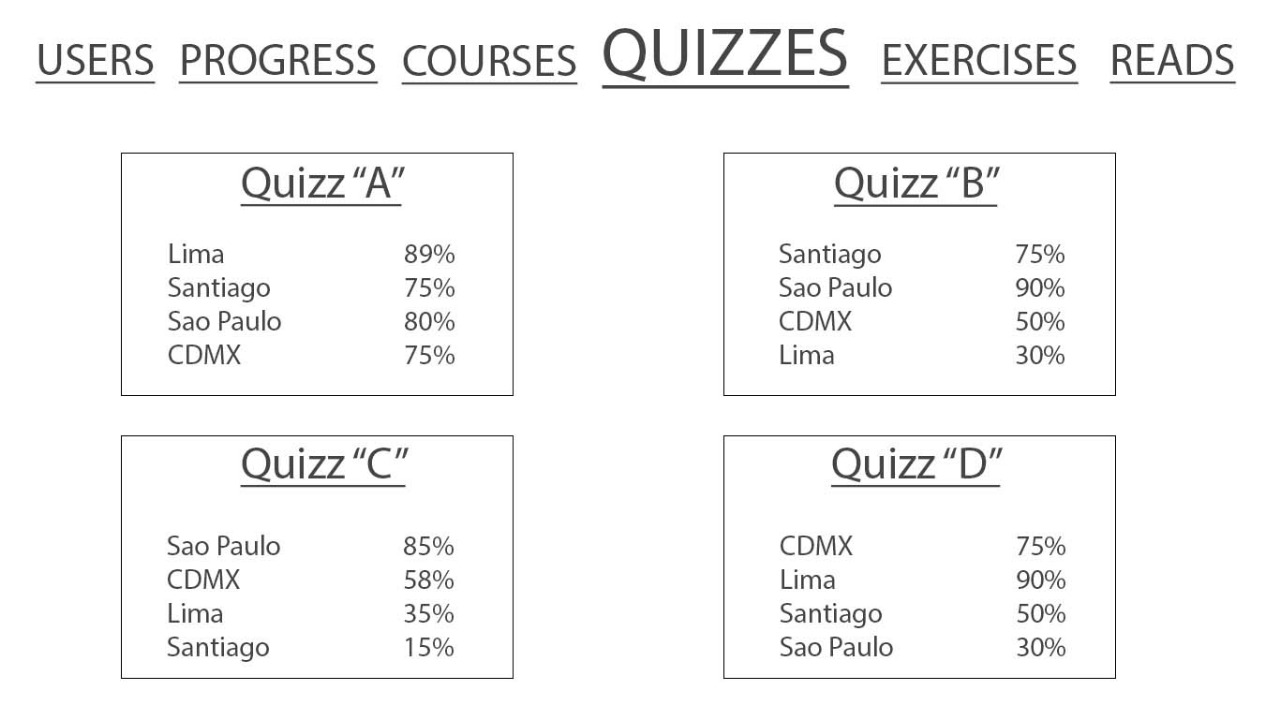 USERS PROGRESS COURSES QUIZZES EXERCISES READS
Quizz “A”
Lima 89%
Santiago 75%
Sao Paulo 80%
CDMX 75%
Quizz “B”
Santiago 75%
Sao Paulo 90%
CDMX 50%
Lima 30%
Quizz “C”
Sao Paulo 85%
CDMX 58%
Lima 35%
Santiago 15%
Quizz “D”
CDMX 75%
Lima 90%
Santiago 50%
Sao Paulo 30%